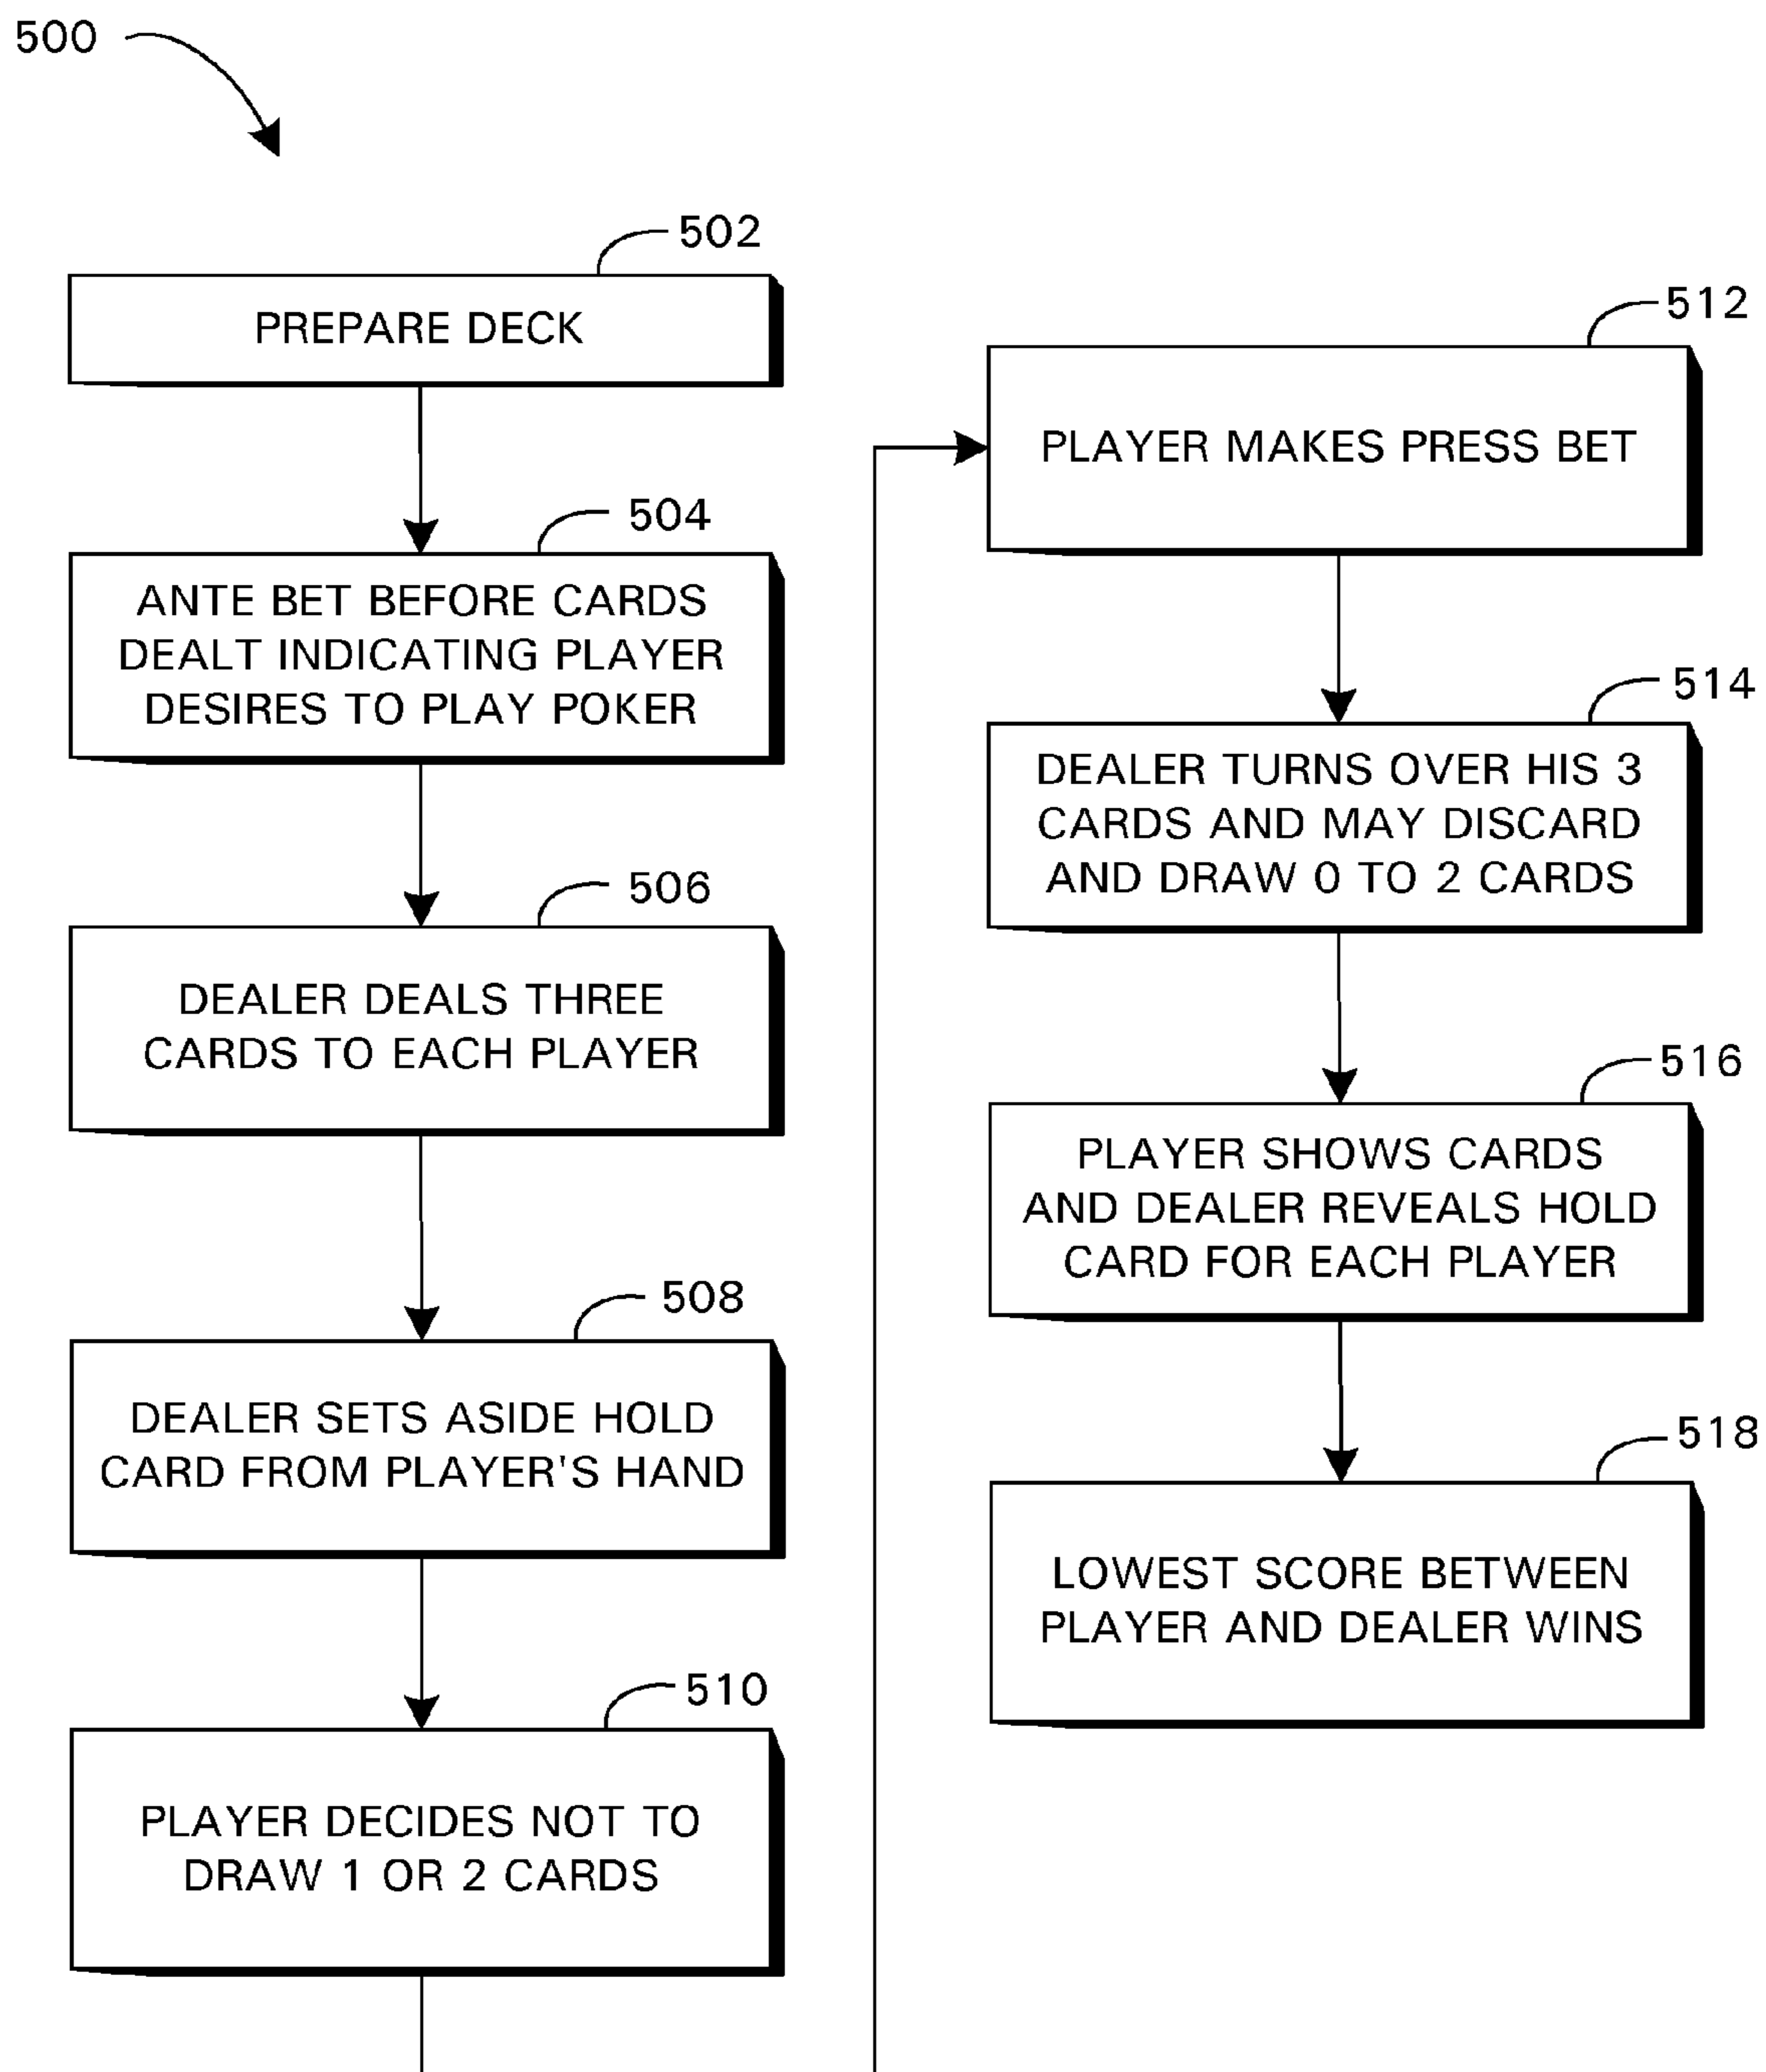 500
502
PREPARE DECK
504
ANTE BET BEFORE CARDS
DEALT INDICATING PLAYER
DESIRES TO PLAY POKER
506
DEALER DEALS THREE
CARDS TO EACH PLAYER
508
DEALER SETS ASIDE HOLD
CARD FROM PLAYER'S HAND
510
PLAYER DECIDES NOT TO
DRAW 1 OR 2 CARDS
512
PLAYER MAKES PRESS BET
514
DEALER TURNS OVER HIS 3
CARDS AND MAY DISCARD
AND DRAW 0 TO 2 CARDS
516
PLAYER SHOWS CARDS
AND DEALER REVEALS HOLD
CARD FOR EACH PLAYER
518
LOWEST SCORE BETWEEN
PLAYER AND DEALER WINS